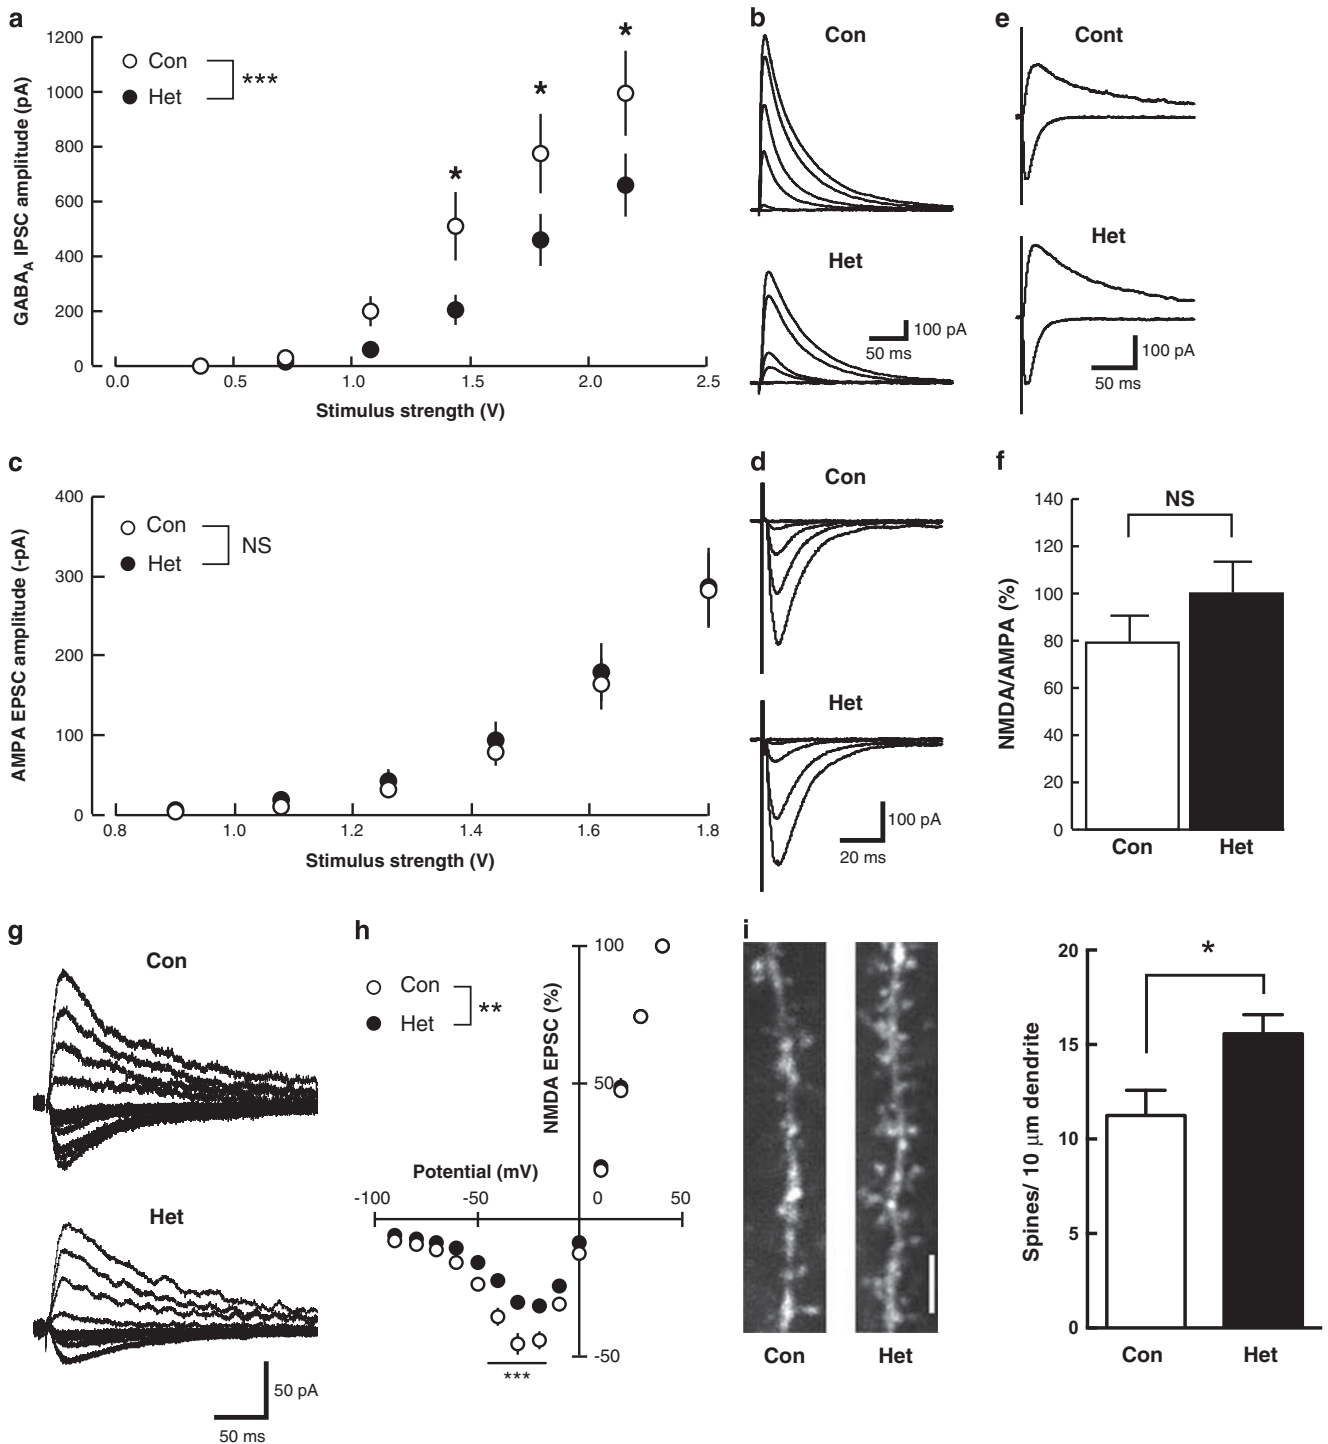 a
1200
1000
800
600
400
200
0
GABA_A IPSC amplitude (pA)
Con
Het
***
*
*
*
0.0 0.5 1.0 1.5 2.0 2.5
Stimulus strength (V)
b
Con
Het
100 pA
50 ms
e
Cont
Het
100 pA
50 ms
c
400
300
200
100
0
AMPA EPSC amplitude (-pA)
Con
Het
NS
0.8 1.0 1.2 1.4 1.6 1.8
Stimulus strength (V)
d
Con
Het
100 pA
20 ms
f
140
120
100
80
60
40
20
0
NMDA/AMPA (%)
NS
Con Het
g
Con
Het
50 pA
50 ms
h
Con
Het
**
100
50
NMDA EPSC (%)
Potential (mV)
-100 -50 0 50
-50
***
i
Con Het
20
15
10
5
0
Spines/ 10 µm dendrite
*
Con Het